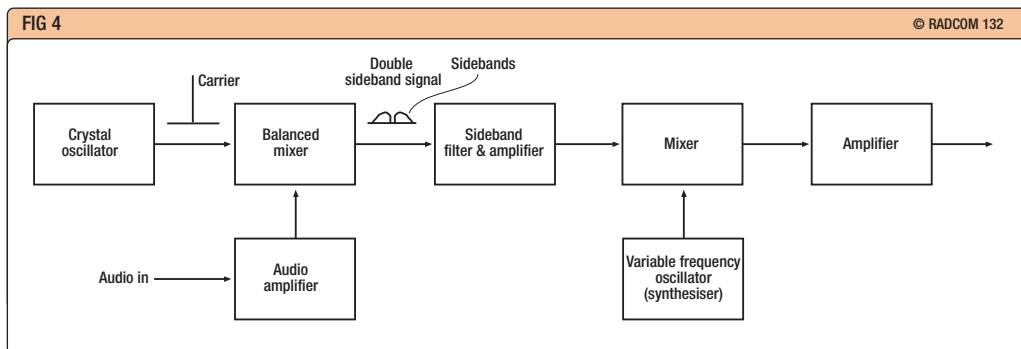 FIG 4
© RADCOM 132
Carrier
Double
sideband signal
Sidebands
Crystal
oscillator
Balanced
mixer
Sideband
filter & amplifier
Mixer
Amplifier
Audio in
Audio
amplifier
Variable frequency
oscillator
(synthesiser)